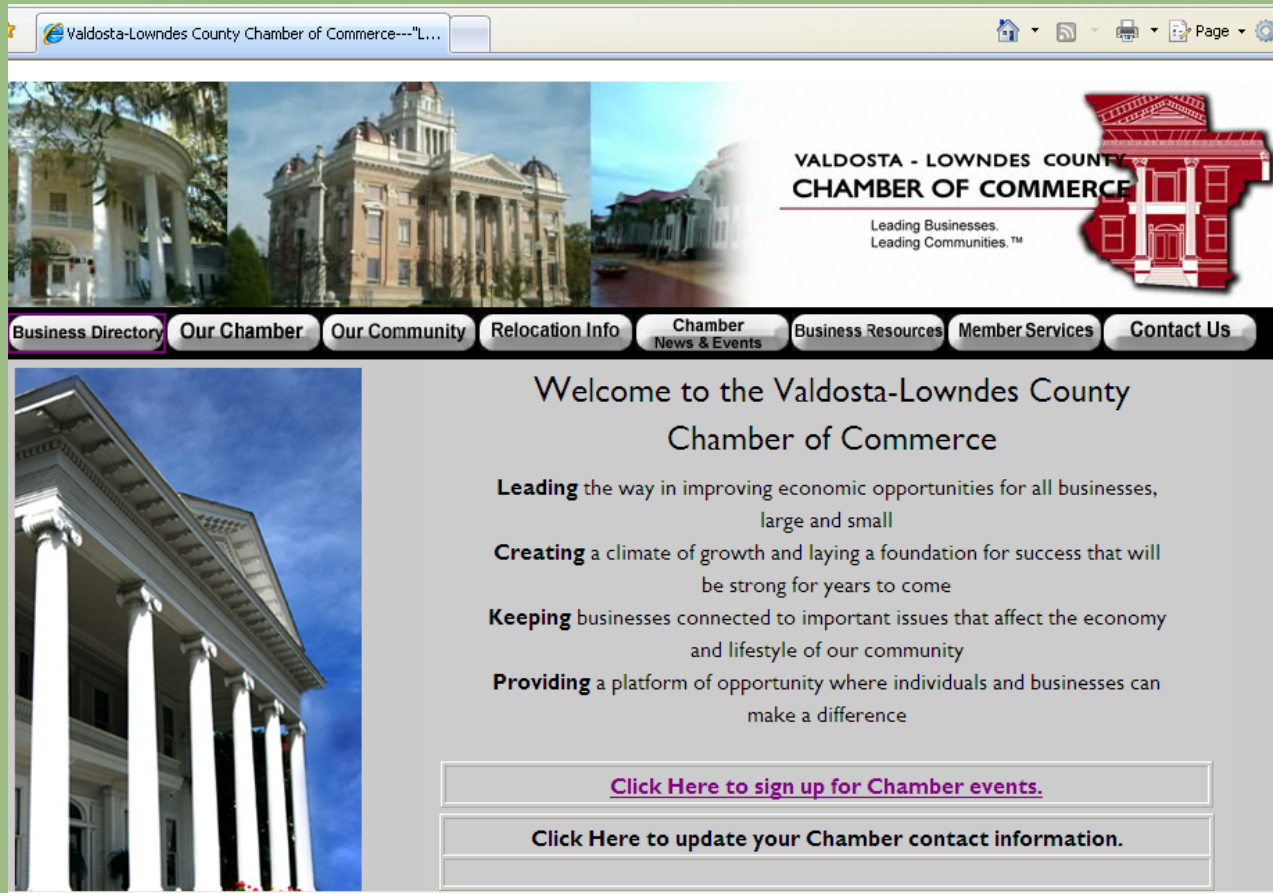 Valdosta-Lowndes County Chamber of Commerce---"L...
Page
VALDOSTA - LOWNDES COUNTY
CHAMBER OF COMMERCE
Leading Businesses.
Leading Communities.™
Business Directory Our Chamber Our Community Relocation Info Chamber News & Events Business Resources Member Services Contact Us
Welcome to the Valdosta-Lowndes County
Chamber of Commerce
Leading the way in improving economic opportunities for all businesses,
large and small
Creating a climate of growth and laying a foundation for success that will
be strong for years to come
Keeping businesses connected to important issues that affect the economy
and lifestyle of our community
Providing a platform of opportunity where individuals and businesses can
make a difference
Click Here to sign up for Chamber events.
Click Here to update your Chamber contact information.